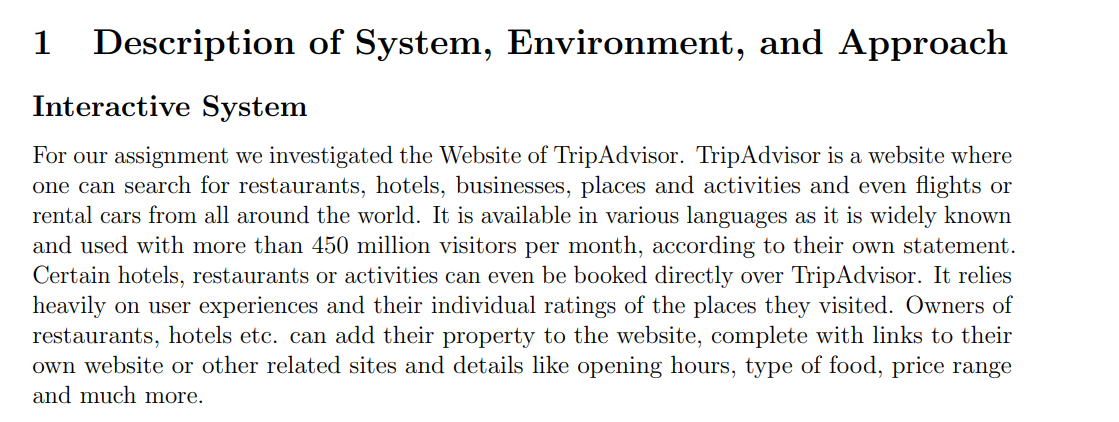 1 Description of System, Environment, and Approach
Interactive System
For our assignment we investigated the Website of TripAdvisor. TripAdvisor is a website where
one can search for restaurants, hotels, businesses, places and activities and even flights or
rental cars from all around the world. It is available in various languages as it is widely known
and used with more than 450 million visitors per month, according to their own statement.
Certain hotels, restaurants or activities can even be booked directly over TripAdvisor. It relies
heavily on user experiences and their individual ratings of the places they visited. Owners of
restaurants, hotels etc. can add their property to the website, complete with links to their
own website or other related sites and details like opening hours, type of food, price range
and much more.